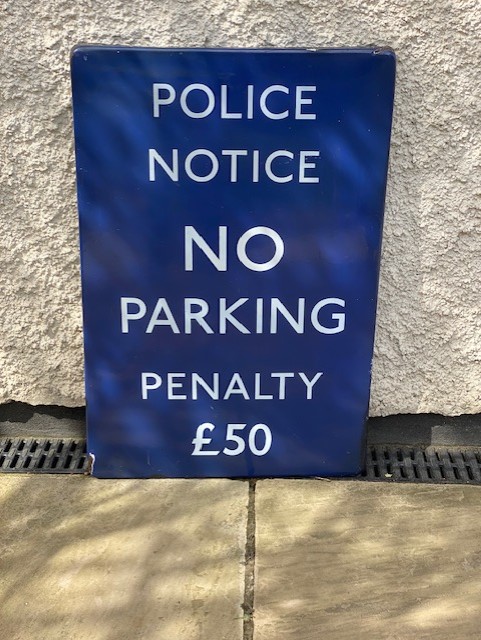 POLICE
NOTICE
NO
PARKING
PENALTY
£50